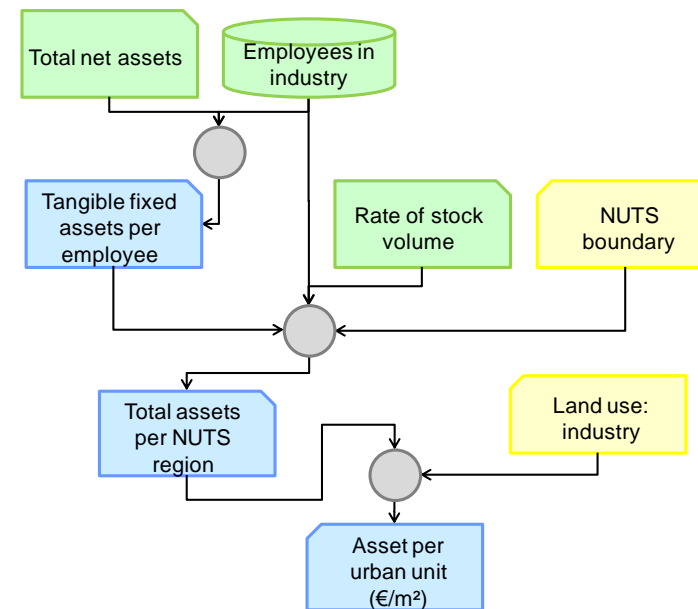 Total net assets
Employees in
industry
Tangible fixed
assets per
employee
Rate of stock
volume
NUTS
boundary
Total assets
per NUTS
region
Land use:
industry
Asset per
urban unit
(€/m²)